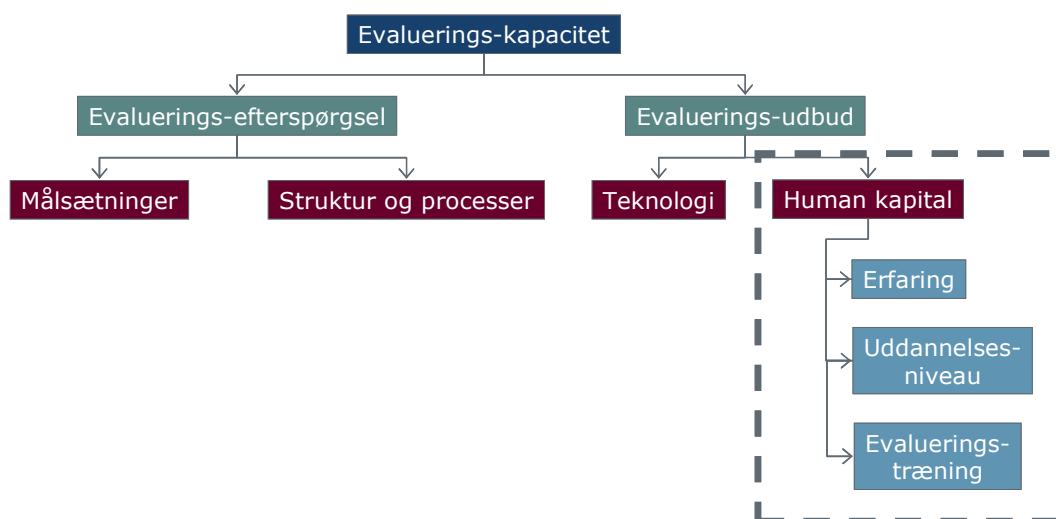 Evaluerings-kapacitet
Evaluerings-efterspørgsel
Evaluerings-udbud
Målsætninger
Struktur og processer
Teknologi
Human kapital
Erfaring
Uddannelses-
niveau
Evaluerings-
træning